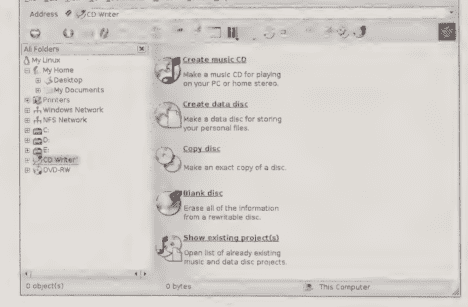 Address CD Writer
All Folders
My Linux
My Home
Desktop
My Documents
Printers
Windows Network
NFS Network
C:
D:
E:
CD Writer
DVD-RW
Create music CD
Make a music CD for playing
on your PC or home stereo.
Create data disc
Make a data disc for storing
your personal files.
Copy disc
Make an exact copy of a disc.
Blank disc
Erase all of the information
from a rewritable disc.
Show existing project(s)
Open list of already existing
music and data disc projects.
0 object(s)
0 bytes
This Computer